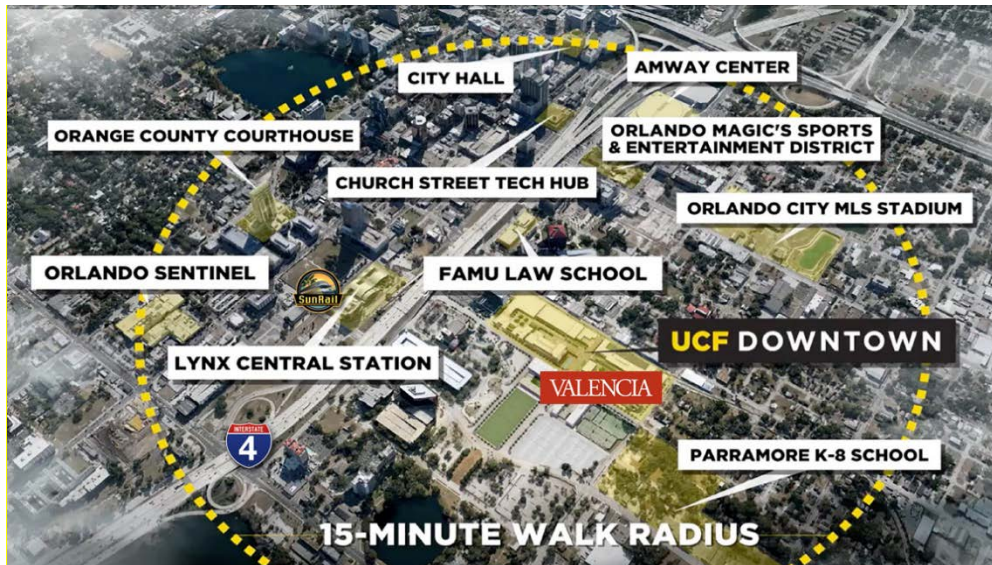 CITY HALL
AMWAY CENTER
ORANGE COUNTY COURTHOUSE
ORLANDO MAGIC'S SPORTS
& ENTERTAINMENT DISTRICT
CHURCH STREET TECH HUB
ORLANDO CITY MLS STADIUM
ORLANDO SENTINEL
FAMU LAW SCHOOL
SunRail
UCF DOWNTOWN
LYNX CENTRAL STATION
VALENCIA
INTERSTATE
4
PARRAMORE K-8 SCHOOL
15-MINUTE WALK RADIUS